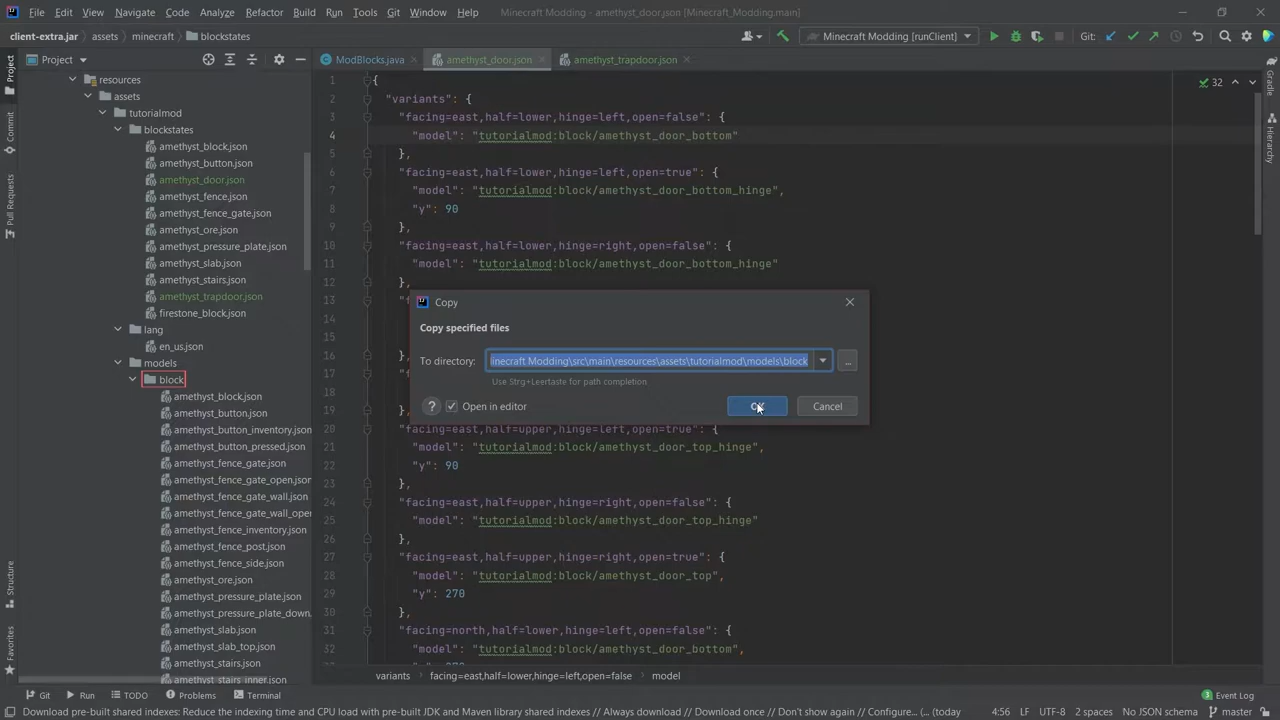 File Edit View Navigate Code Analyze Refactor Build Run Tools Git Window Help Minecraft Modding - amethyst_door.json [Minecraft_Modding.main]
client-extra.jar assets minecraft blockstates Minecraft Modding [runClient] Git:
Project ModBlocks.java amethyst_door.json amethyst_trapdoor.json
Project
Commit
Pull Requests
Structure
Favorites
Gradle
Hierarchy
resources
assets
tutorialmod
blockstates
amethyst_block.json
amethyst_button.json
amethyst_door.json
amethyst_fence.json
amethyst_fence_gate.json
amethyst_ore.json
amethyst_pressure_plate.json
amethyst_slab.json
amethyst_stairs.json
amethyst_trapdoor.json
firestone_block.json
lang
en_us.json
models
block
amethyst_block.json
amethyst_button.json
amethyst_button_inventory.json
amethyst_button_pressed.json
amethyst_fence_gate.json
amethyst_fence_gate_open.json
amethyst_fence_gate_wall.json
amethyst_fence_gate_wall_ope
amethyst_fence_inventory.json
amethyst_fence_post.json
amethyst_fence_side.json
amethyst_ore.json
amethyst_pressure_plate.json
amethyst_pressure_plate_down.
amethyst_slab.json
amethyst_slab_top.json
amethyst_stairs.json
amethyst_stairs_inner.json
32
1 {
2 "variants": {
3 "facing=east,half=lower,hinge=left,open=false": {
4 "model": "tutorialmod:block/amethyst_door_bottom"
5 },
6 "facing=east,half=lower,hinge=left,open=true": {
7 "model": "tutorialmod:block/amethyst_door_bottom_hinge",
8 "y": 90
9 },
10 "facing=east,half=lower,hinge=right,open=false": {
11 "model": "tutorialmod:block/amethyst_door_bottom_hinge"
12 },
13 "f
14
15
16 },
17 "f
18
19 },
20 "facing=east,half=upper,hinge=left,open=true": {
21 "model": "tutorialmod:block/amethyst_door_top_hinge",
22 "y": 90
23 },
24 "facing=east,half=upper,hinge=right,open=false": {
25 "model": "tutorialmod:block/amethyst_door_top_hinge"
26 },
27 "facing=east,half=upper,hinge=right,open=true": {
28 "model": "tutorialmod:block/amethyst_door_top",
29 "y": 270
30 },
31 "facing=north,half=lower,hinge=left,open=false": {
32 "model": "tutorialmod:block/amethyst_door_bottom",
Copy
Copy specified files
To directory: inecraft Modding\src\main\resources\assets\tutorialmod\models\block ...
Use Strg+Leertaste for path completion.
? Open in editor OK Cancel
variants facing=east,half=lower,hinge=left,open=false model
Git Run TODO Problems Terminal 3 Event Log
Download pre-built shared indexes: Reduce the indexing time and CPU load with pre-built JDK and Maven library shared indexes // Always download // Download once // Don't show again // Configure... (today 4:56 LF UTF-8 2 spaces No JSON schema master